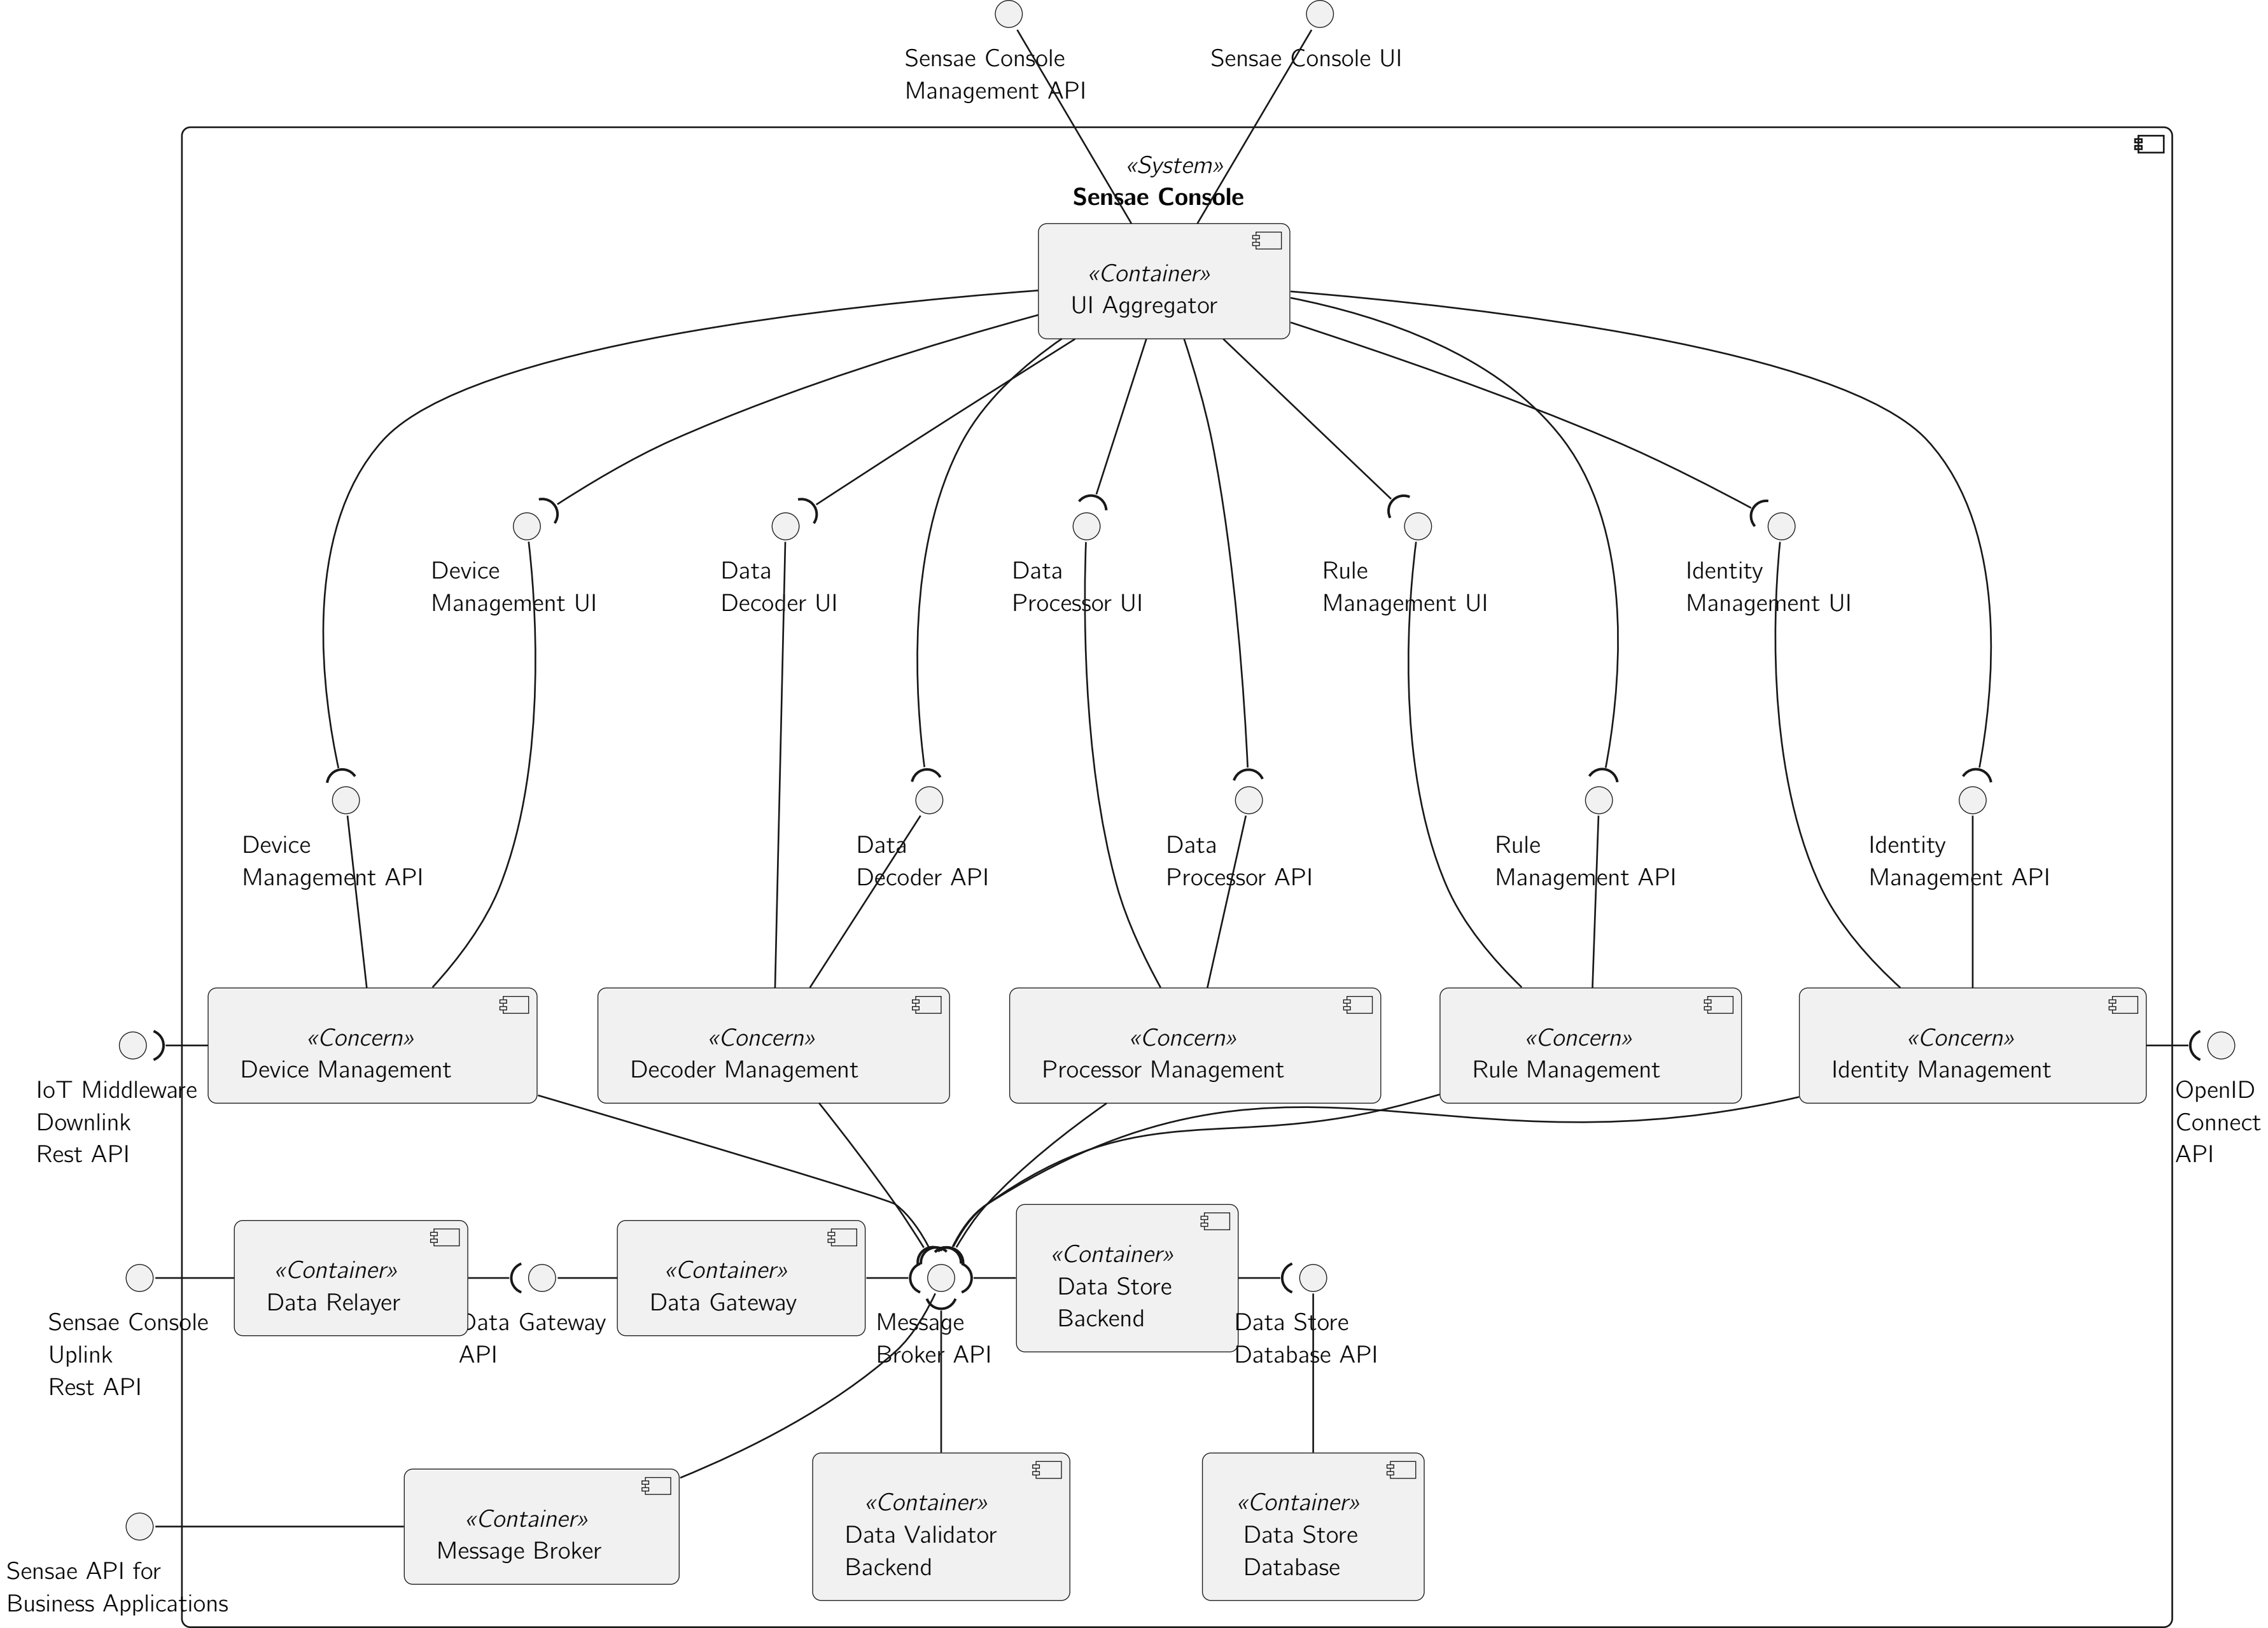 Sensae Console
Management API
Sensae Console UI
«System»
Sensae Console
«Container»
UI Aggregator
Device
Management UI
Data
Decoder UI
Data
Processor UI
Rule
Management UI
Identity
Management UI
Device
Management API
Data
Decoder API
Data
Processor API
Rule
Management API
Identity
Management API
«Concern»
Device Management
«Concern»
Decoder Management
«Concern»
Processor Management
«Concern»
Rule Management
«Concern»
Identity Management
IoT Middleware
Downlink
Rest API
OpenID
Connect
API
«Container»
Data Relayer
«Container»
Data Gateway
«Container»
Data Store
Backend
Sensae Console
Uplink
Rest API
Data Gateway
API
Message
Broker API
Data Store
Database API
«Container»
Message Broker
«Container»
Data Validator
Backend
«Container»
Data Store
Database
Sensae API for
Business Applications